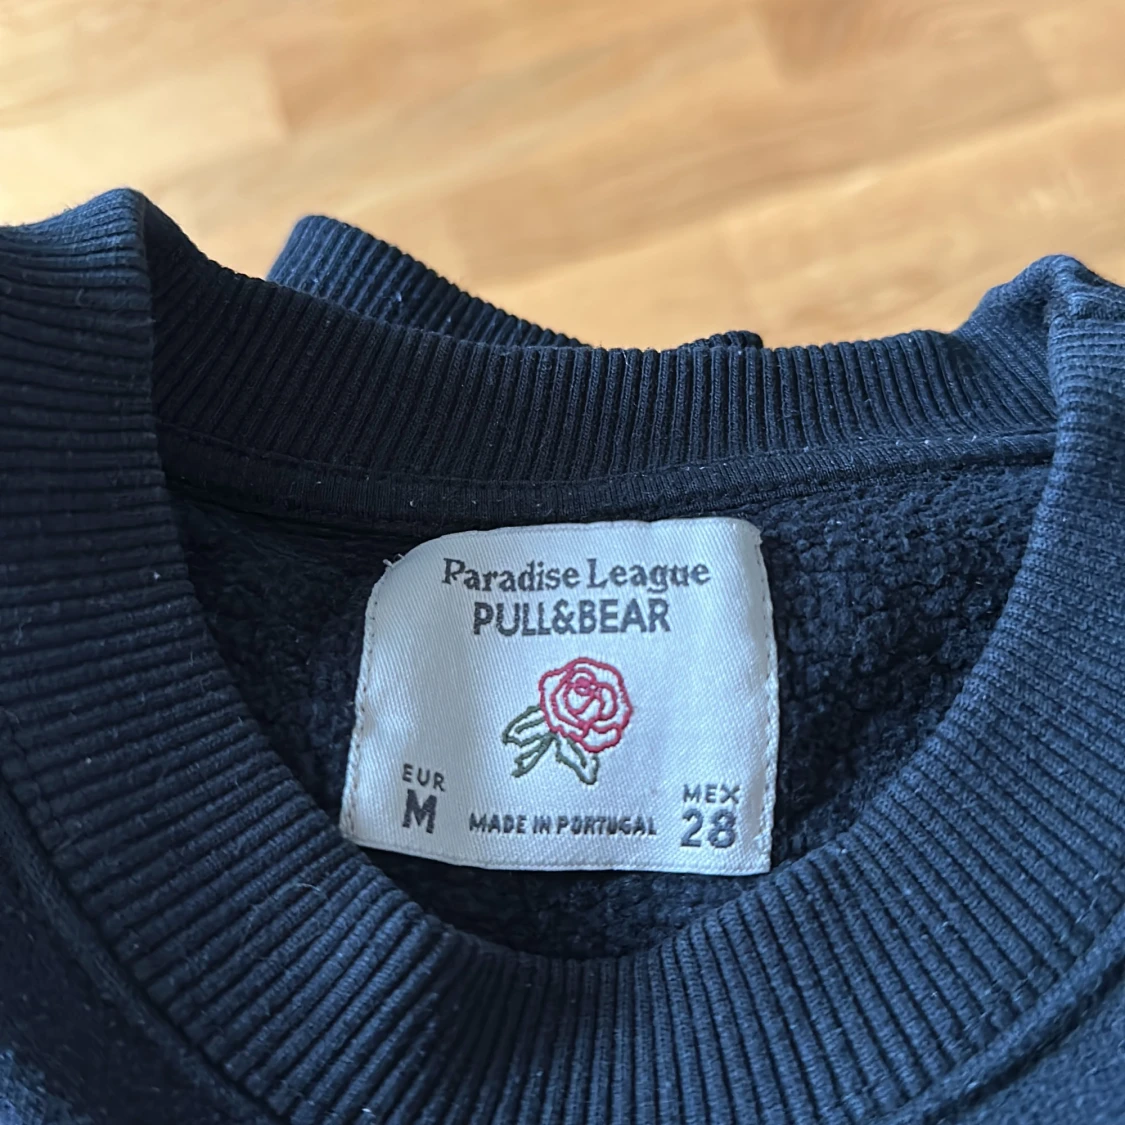 Paradise League
PULL&BEAR
EUR
M
MADE IN PORTUGAL
MEX
28